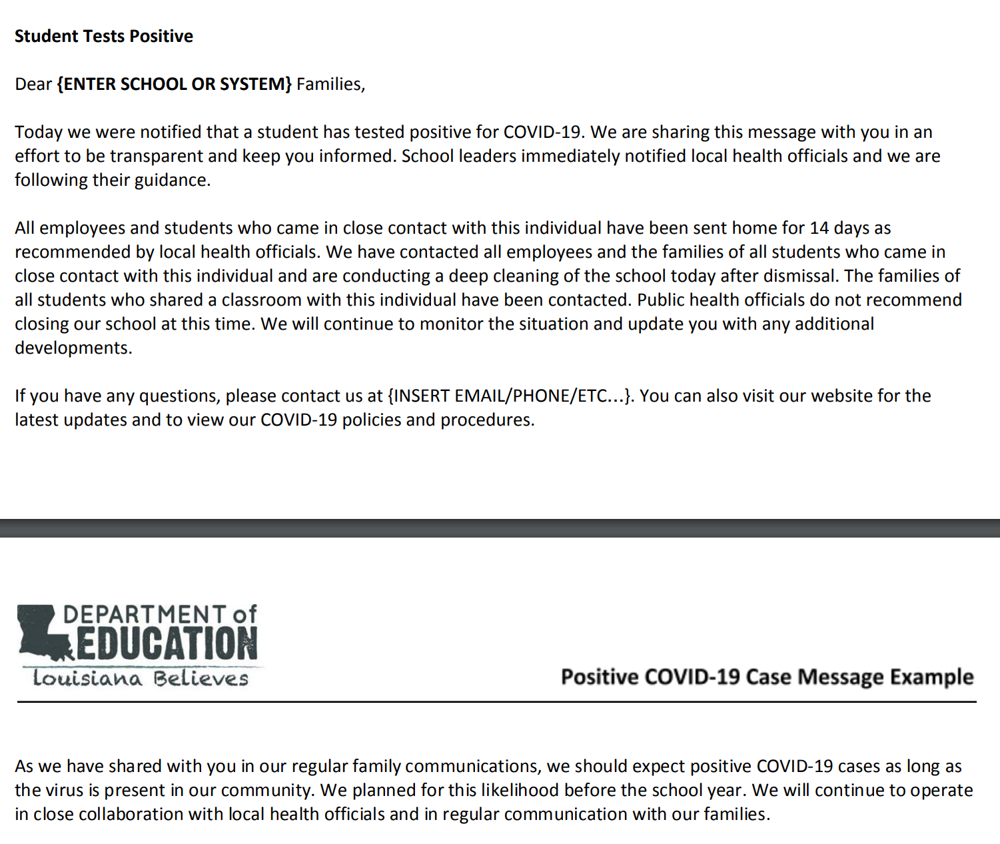 Student Tests Positive
Dear {ENTER SCHOOL OR SYSTEM} Families,
Today we were notified that a student has tested positive for COVID-19. We are sharing this message with you in an
effort to be transparent and keep you informed. School leaders immediately notified local health officials and we are
following their guidance.
All employees and students who came in close contact with this individual have been sent home for 14 days as
recommended by local health officials. We have contacted all employees and the families of all students who came in
close contact with this individual and are conducting a deep cleaning of the school today after dismissal. The families of
all students who shared a classroom with this individual have been contacted. Public health officials do not recommend
closing our school at this time. We will continue to monitor the situation and update you with any additional
developments.
If you have any questions, please contact us at {INSERT EMAIL/PHONE/ETC...}. You can also visit our website for the
latest updates and to view our COVID-19 policies and procedures.
DEPARTMENT of
EDUCATION
Louisiana Believes
Positive COVID-19 Case Message Example
As we have shared with you in our regular family communications, we should expect positive COVID-19 cases as long as
the virus is present in our community. We planned for this likelihood before the school year. We will continue to operate
in close collaboration with local health officials and in regular communication with our families.